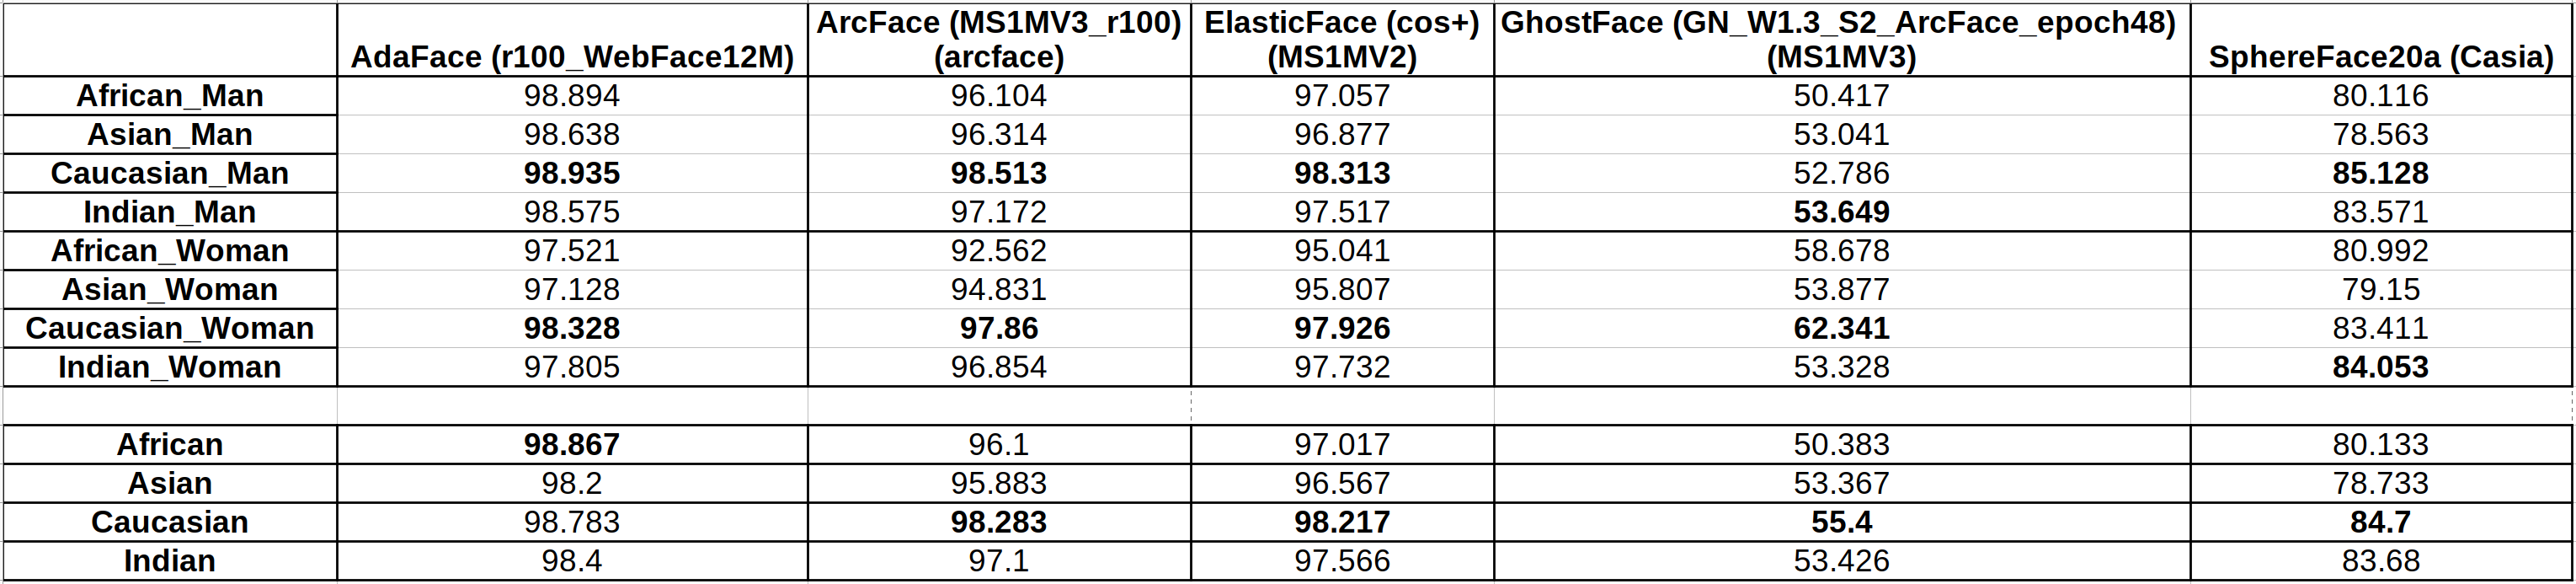 AdaFace (r100_WebFace12M) ArcFace (MS1MV3_r100) (arcface) ElasticFace (cos+) (MS1MV2) GhostFace (GN_W1.3_S2_ArcFace_epoch48) (MS1MV3) SphereFace20a (Casia)
African_Man 98.894 96.104 97.057 50.417 80.116
Asian_Man 98.638 96.314 96.877 53.041 78.563
Caucasian_Man 98.935 98.513 98.313 52.786 85.128
Indian_Man 98.575 97.172 97.517 53.649 83.571
African_Woman 97.521 92.562 95.041 58.678 80.992
Asian_Woman 97.128 94.831 95.807 53.877 79.15
Caucasian_Woman 98.328 97.86 97.926 62.341 83.411
Indian_Woman 97.805 96.854 97.732 53.328 84.053
African 98.867 96.1 97.017 50.383 80.133
Asian 98.2 95.883 96.567 53.367 78.733
Caucasian 98.783 98.283 98.217 55.4 84.7
Indian 98.4 97.1 97.566 53.426 83.68